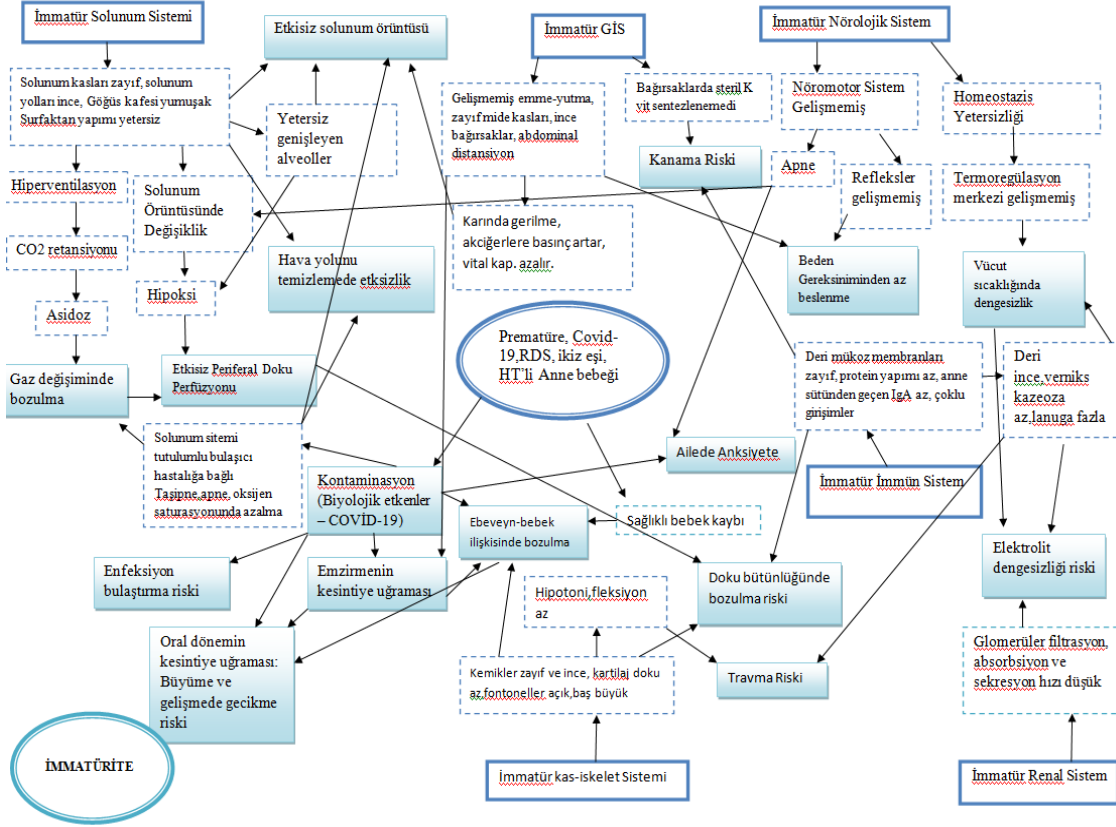 İmmatür Solunum Sistemi
Etkisiz solunum örüntüsü
İmmatür GİS
İmmatür Nörolojik Sistem
Solunum kasları zayıf, solunum
yolları ince, Göğüs kafesi yumuşak
Surfaktan yapımı yetersiz
Yetersiz
genişleyen
alveoller
Gelişmemiş emme-yutma,
zayıf mide kasları, ince
bağırsaklar, abdominal
distansiyon
Bağırsaklarda steril K
vit sentezlenemedi
Nöromotor Sistem
Gelişmemiş
Homeostazis
Yetersizliği
Kanama Riski
Apne
Refleksler
gelişmemiş
Termoregülasyon
merkezi gelişmemiş
Hiperventilasyon
Solunum
Örüntüsünde
Değişiklik
Karında gerilme,
akciğerlere basınç artar,
vital kap. azalır.
CO2 retansiyonu
Hava yolunu
temizlemede etksizlik
Beden
Gereksiniminden az
beslenme
Vücut
sıcaklığında
dengesizlik
Hipoksi
Asidoz
Prematüre, Covid-
19,RDS, ikiz eşi,
HT'li Anne bebeği
Gaz değişiminde
bozulma
Etkisiz Periferal Doku
Perfüzyonu
Deri mükoz membranları
zayıf, protein yapımı az, anne
sütünden geçen IgA az, çoklu
girişimler
Deri
ince,verniks
kazeoza
az,lanuga fazla
Solunum sitemi
tutulumlu bulaşıcı
hastalığa bağlı
Taşipne,apne, oksijen
saturasyonunda azalma
Kontaminasyon
(Biyolojik etkenler
– COVİD-19)
Ailede Anksiyete
İmmatür İmmün Sistem
Ebeveyn-bebek
ilişkisinde bozulma
Sağlıklı bebek kaybı
Enfeksiyon
bulaştırma riski
Emzirmenin
kesintiye uğraması
Hipotoni,fleksiyon
az
Doku bütünlüğünde
bozulma riski
Elektrolit
dengesizliği riski
Oral dönemin
kesintiye uğraması:
Büyüme ve
gelişmede gecikme
riski
Kemikler zayıf ve ince, kartilaj doku
az.fontoneller açık,baş büyük
Travma Riski
Glomerüler filtrasyon,
absorbsiyon ve
sekresyon hızı düşük
İMMATÜRİTE
İmmatür kas-iskelet Sistemi
İmmatür Renal Sistem